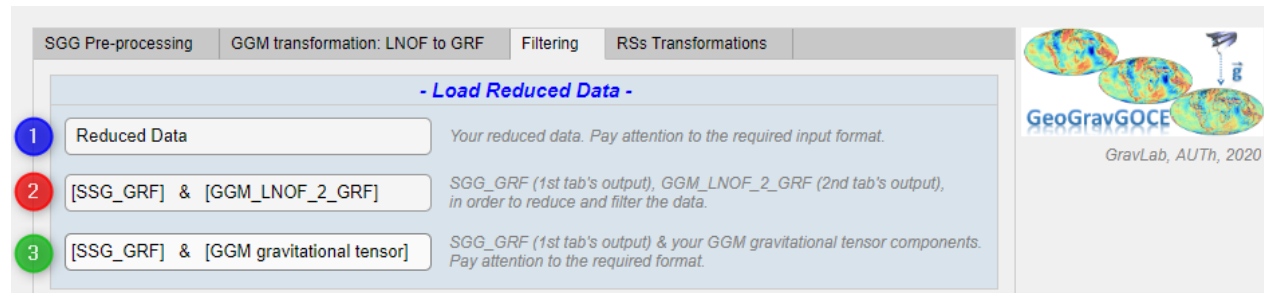 SGG Pre-processing GGM transformation: LNOF to GRF Filtering RSs Transformations
- Load Reduced Data -
1 Reduced Data Your reduced data. Pay attention to the required input format.
2 [SSG_GRF] & [GGM_LNOF_2_GRF] SGG_GRF (1st tab's output), GGM_LNOF_2_GRF (2nd tab's output),
in order to reduce and filter the data.
3 [SSG_GRF] & [GGM gravitational tensor] SGG_GRF (1st tab's output) & your GGM gravitational tensor components.
Pay attention to the required format.
g
GeoGravGOCE
GravLab, AUTh, 2020